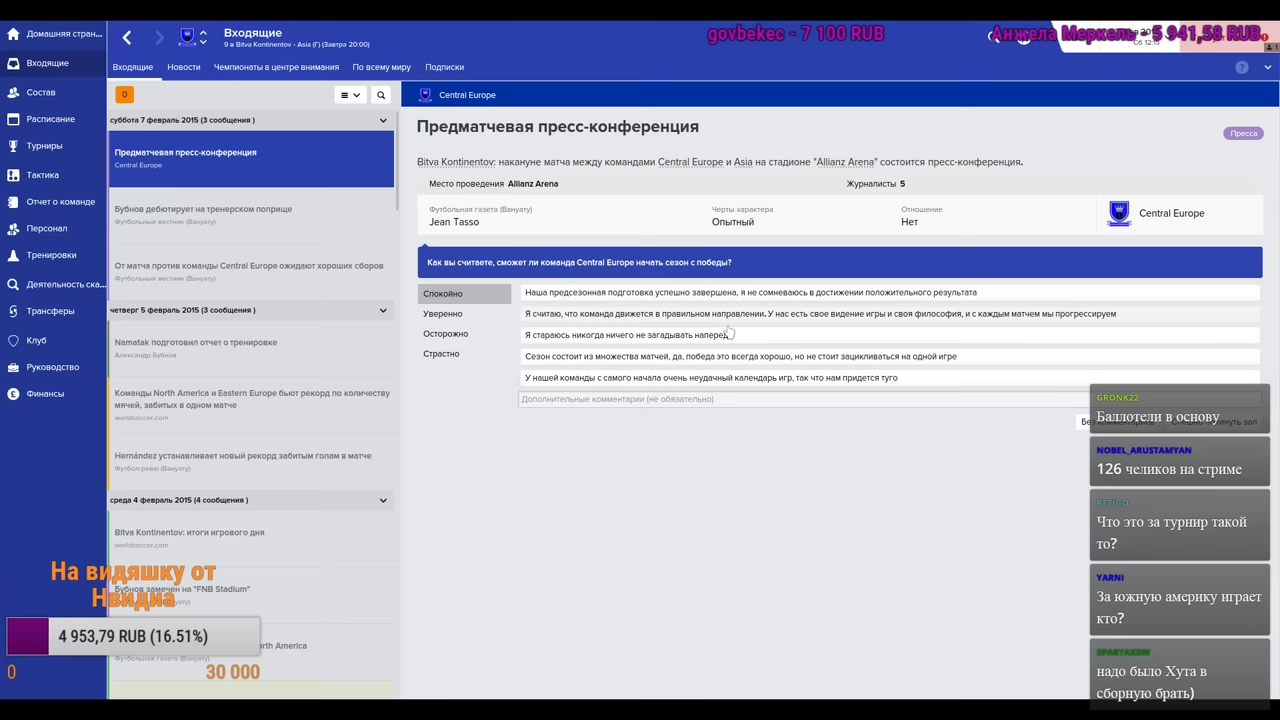 Домашняя стран...
Входящие
Состав
Расписание
Турниры
Тактика
Отчет о команде
Персонал
Тренировки
Деятельность ска...
Трансферы
Клуб
Руководство
Финансы
Входящие
9 в Bitva Kontinentov - Asia (Г) (Завтра 20:00)
govbekec - 7 100 RUB
Анжела Меркель - 5 941,58 RUB
Сб 12:15
1
Входящие
Новости
Чемпионаты в центре внимания
По всему миру
Подписки
?
0
суббота 7 февраль 2015 (3 сообщения )
Предматчевая пресс-конференция
Central Europe
Бубнов дебютирует на тренерском поприще
Футбольный вестник (Вануату)
От матча против команды Central Europe ожидают хороших сборов
Футбольный вестник (Вануату)
четверг 5 февраль 2015 (3 сообщения )
Namatak подготовил отчет о тренировке
Александр Бубнов
Команды North America и Eastern Europe бьют рекорд по количеству
мячей, забитых в одном матче
worldsoccer.com
Hernández устанавливает новый рекорд забитым голам в матче
Футбол-ревю (Вануату)
среда 4 февраль 2015 (4 сообщения )
Bitva Kontinentov: итоги игрового дня
worldsoccer.com
Бубнов замечен на "FNB Stadium"
North America
Футбольная газета (Вануату)
На видяшку от
Нвидиа
4 953,79 RUB (16.51%)
0
30 000
Central Europe
Предматчевая пресс-конференция
Пресса
Bitva Kontinentov: накануне матча между командами Central Europe и Asia на стадионе "Allianz Arena" состоится пресс-конференция.
Место проведения Allianz Arena
Журналисты 5
Футбольная газета (Вануату)
Jean Tasso
Черты характера
Опытный
Отношение
Нет
Central Europe
Как вы считаете, сможет ли команда Central Europe начать сезон с победы?
Спокойно
Уверенно
Осторожно
Страстно
Наша предсезонная подготовка успешно завершена, я не сомневаюсь в достижении положительного результата
Я считаю, что команда движется в правильном направлении. У нас есть свое видение игры и своя философия, и с каждым матчем мы прогрессируем
Я стараюсь никогда ничего не загадывать наперед
Сезон состоит из множества матчей, да, победа это всегда хорошо, но не стоит зацикливаться на одной игре
У нашей команды с самого начала очень неудачный календарь игр, так что нам придется туго
Дополнительные комментарии (не обязательно)
Без комментариев
GRONK22
Баллотели в основу
NOBEL_ARUSTAMYAN
126 челиков на стриме
RETIGO
Что это за турнир такой
то?
YARNI
За южную америку играет
кто?
надо было Хута в
сборную брать)